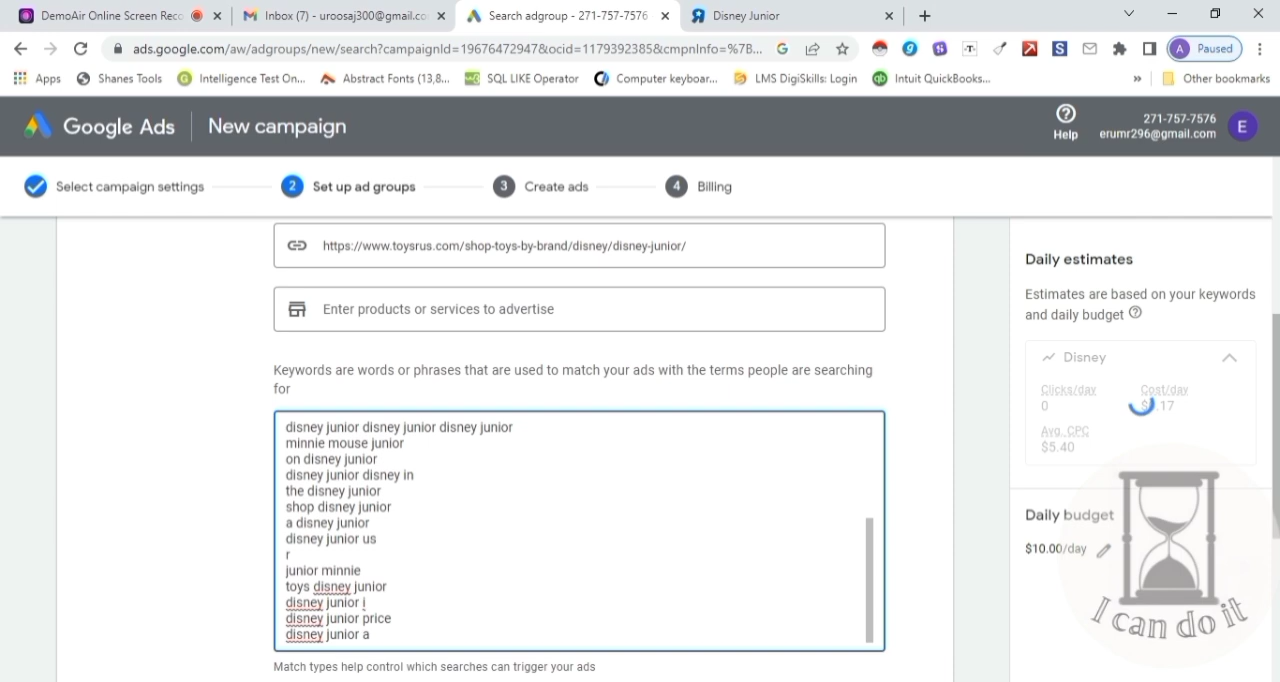 DemoAir Online Screen Reco
Inbox (7) - uroosaj300@gmail.co
Search adgroup - 271-757-7576
Disney Junior
ads.google.com/aw/adgroups/new/search?campaignId=19676472947&ocid=1179392385&cmpnInfo=%7B...
A Paused
Apps
Shanes Tools
Intelligence Test On...
Abstract Fonts (13,8...
SQL LIKE Operator
Computer keyboar...
LMS DigiSkills: Login
Intuit QuickBooks...
» Other bookmarks
Google Ads
New campaign
Help
271-757-7576
erumr296@gmail.com
E
Select campaign settings
2 Set up ad groups
3 Create ads
4 Billing
https://www.toysrus.com/shop-toys-by-brand/disney/disney-junior/
Enter products or services to advertise
Keywords are words or phrases that are used to match your ads with the terms people are searching
for
disney junior disney junior disney junior
minnie mouse junior
on disney junior
disney junior disney in
the disney junior
shop disney junior
a disney junior
disney junior us
r
junior minnie
toys disney junior
disney junior i
disney junior price
disney junior a
Match types help control which searches can trigger your ads
Daily estimates
Estimates are based on your keywords
and daily budget
Disney
Clicks/day
Cost/day
0
Avg. CPC
$5.40
Daily budget
$10.00/day
I can do it